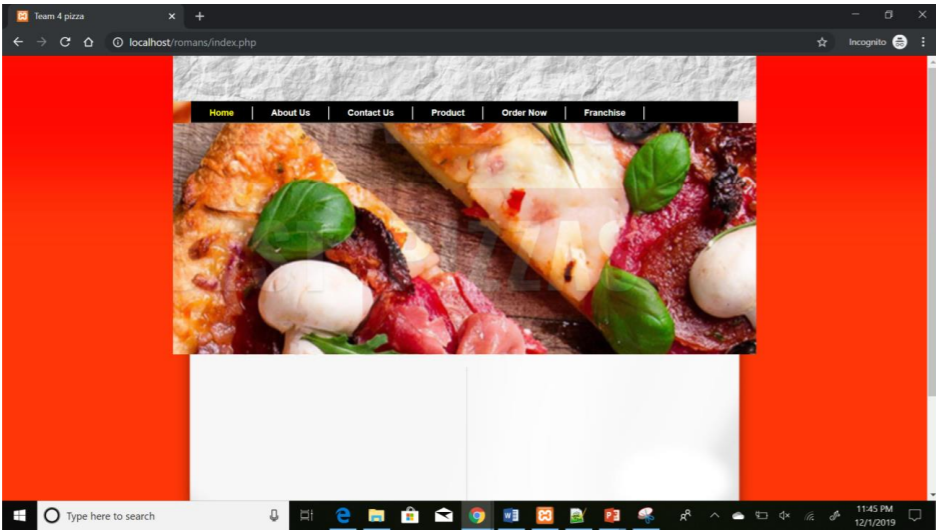 Team 4 pizza
localhost/romans/index.php
Incognito
Home About Us Contact Us Product Order Now Franchise
PIZZAS
Type here to search
11:45 PM
12/1/2019